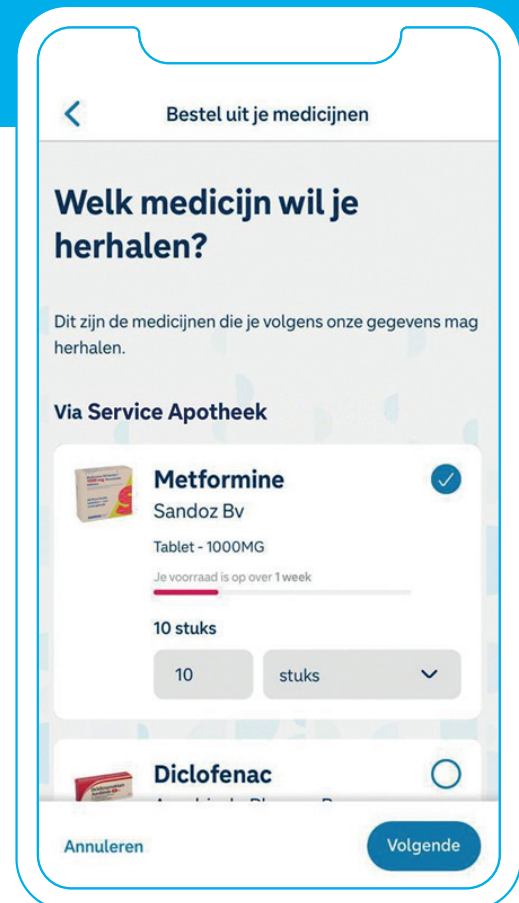 Bestel uit je medicijnen
Welk medicijn wil je
herhalen?
Dit zijn de medicijnen die je volgens onze gegevens mag
herhalen.
Via Service Apotheek
Metformine
Sandoz Bv
Tablet - 1000MG
Je voorraad is op over 1 week
10 stuks
10 stuks
Diclofenac
Annuleren Volgende